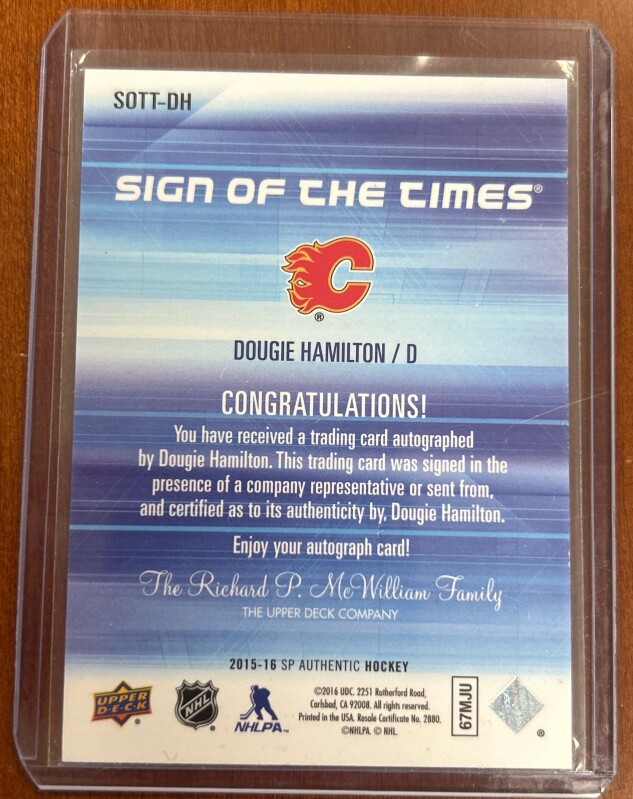 SOTT-DH
SIGN OF THE TIMES®
C
®
DOUGIE HAMILTON / D
CONGRATULATIONS!
You have received a trading card autographed
by Dougie Hamilton. This trading card was signed in the
presence of a company representative or sent from,
and certified as to its authenticity by, Dougie Hamilton.
Enjoy your autograph card!
The Richard P. McWilliam Family
THE UPPER DECK COMPANY
2015-16 SP AUTHENTIC HOCKEY
UPPER DECK ®
NHL ®
NHLPA™
©2016 UDC. 2251 Rutherford Road,
Carlsbad, CA 92008. All rights reserved.
Printed in the USA. Resale Certificate No. 2880.
©NHLPA. © NHL.
67MJU
®